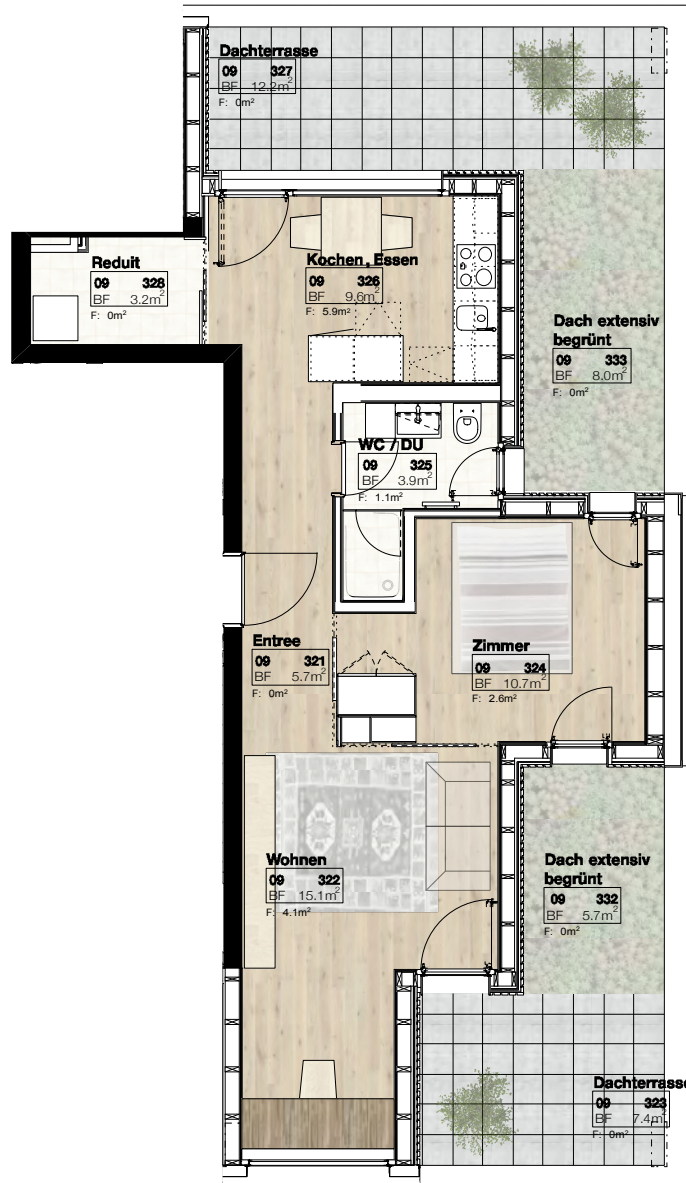 Dachterrasse
09 327
BF 12.2m²
F: 0m²
Reduit
09 328
BF 3.2m²
F: 0m²
Kochen, Essen
09 326
BF 9.6m²
F: 5.9m²
Dach extensiv
begrünt
09 333
BF 8.0m²
F: 0m²
WC / DU
09 325
BF 3.9m²
F: 1.1m²
Entree
09 321
BF 5.7m²
F: 0m²
Zimmer
09 324
BF 10.7m²
F: 2.6m²
Wohnen
09 322
BF 15.1m²
F: 4.1m²
Dach extensiv
begrünt
09 332
BF 5.7m²
F: 0m²
Dachterrasse
09 323
BF 7.4m²
F: 0m²